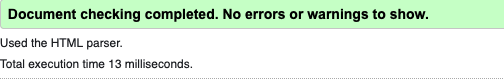 Document checking completed. No errors or warnings to show.
Used the HTML parser.
Total execution time 13 milliseconds.